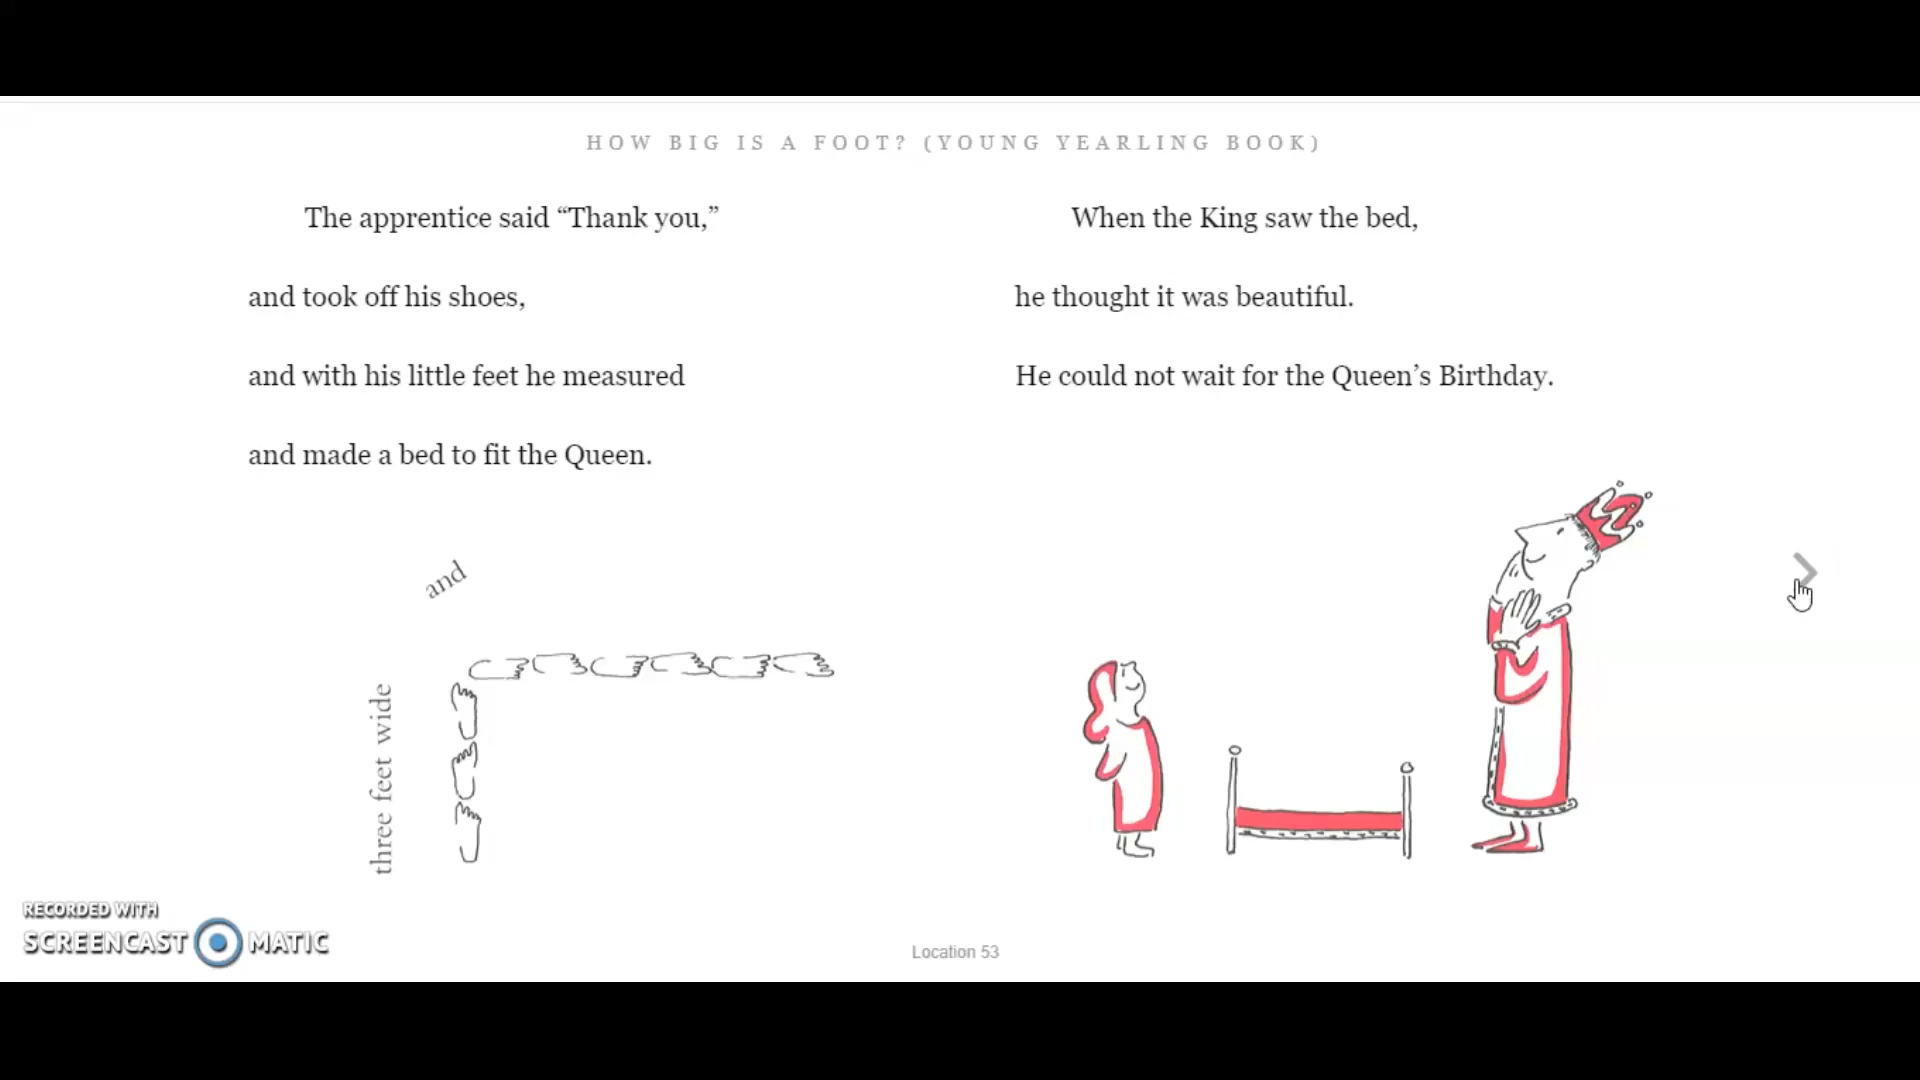 HOW BIG IS A FOOT? (YOUNG YEARLING BOOK)
The apprentice said “Thank you,”
and took off his shoes,
and with his little feet he measured
and made a bed to fit the Queen.
and
three feet wide
When the King saw the bed,
he thought it was beautiful.
He could not wait for the Queen’s Birthday.
RECORDED WITH
SCREENCAST MATIC
Location 53